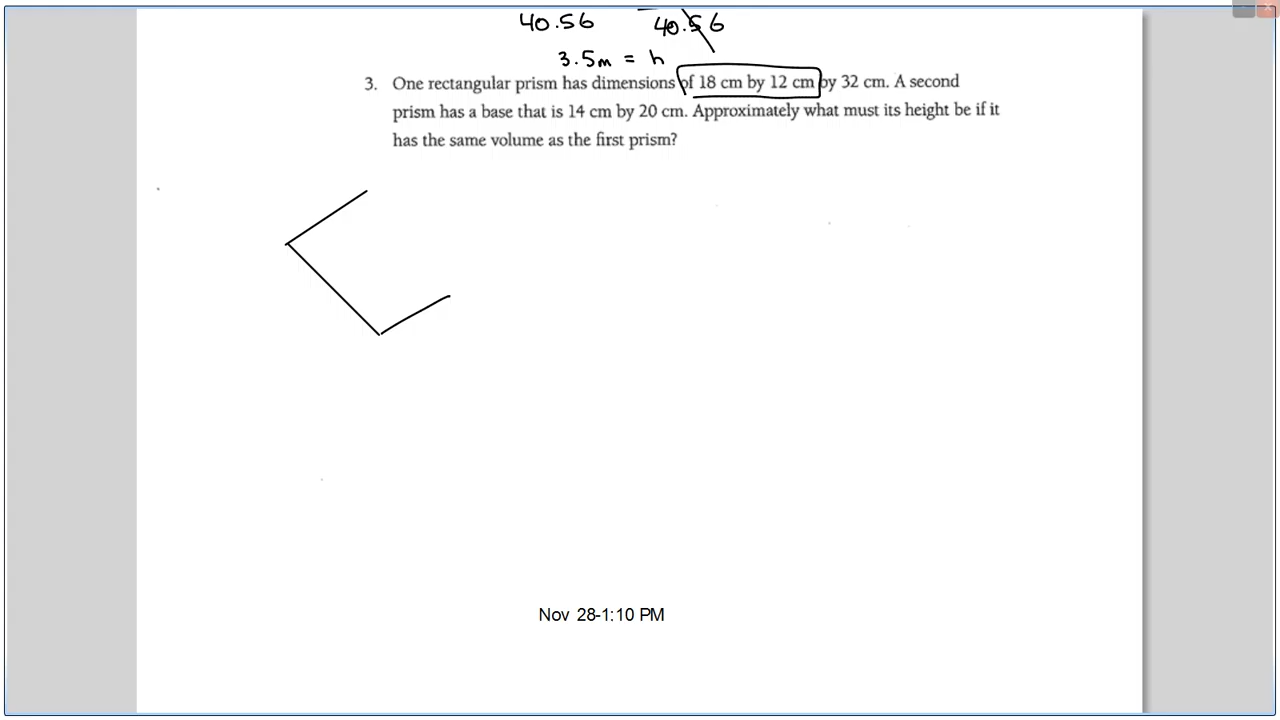 40.56 40.56
3.5m = h
3. One rectangular prism has dimensions of 18 cm by 12 cm by 32 cm. A second
prism has a base that is 14 cm by 20 cm. Approximately what must its height be if it
has the same volume as the first prism?
Nov 28-1:10 PM